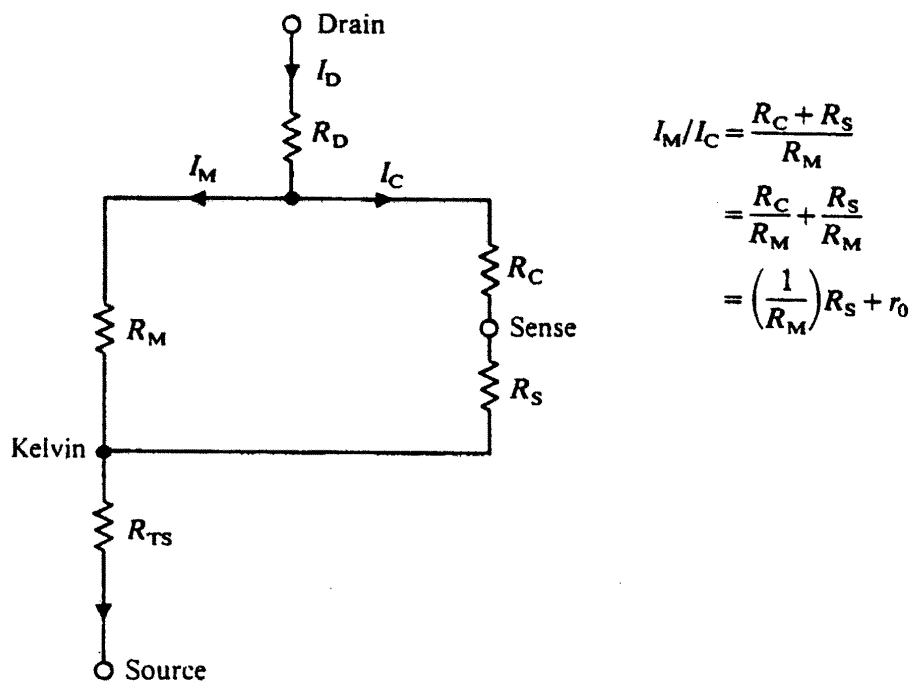 Drain
I_D
R_D
I_M
I_C
R_C
R_M
Sense
R_S
Kelvin
R_TS
Source
I_M/I_C = (R_C + R_S)/R_M
= R_C/R_M + R_S/R_M
= (1/R_M) R_S + r_0